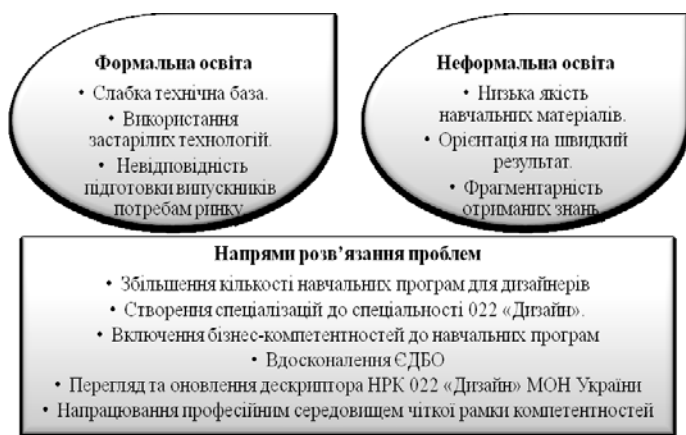 Формальна освіта
• Слабка технічна база.
• Використання
застарілих технологій.
• Невідповідність
підготовки випускників
потребам ринку
Неформальна освіта
• Низька якість
навчальних матеріалів.
• Орієнтація на швидкий
результат.
• Фрагментарність
отриманих знань
Напрями розв’язання проблем
• Збільшення кількості навчальних програм для дизайнерів
• Створення спеціалізацій до спеціальності 022 «Дизайн».
• Включення бізнес-компетентностей до навчальних програм
• Вдосконалення ЄДБО
• Перегляд та оновлення дескриптора НРК 022 «Дизайн» МОН України
• Напрацювання професійним середовищем чіткої рамки компетентностей